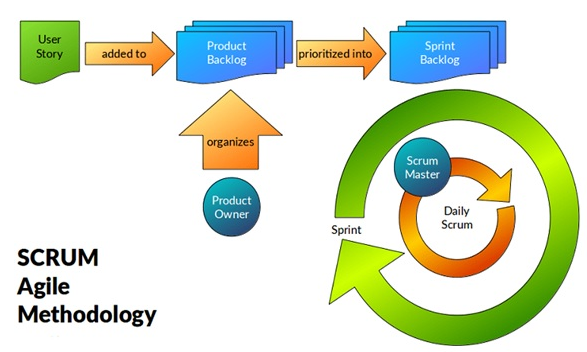 User
Story
added to
Product
Backlog
prioritized into
Sprint
Backlog
organizes
Product
Owner
Scrum
Master
Daily
Scrum
Sprint
SCRUM
Agile
Methodology